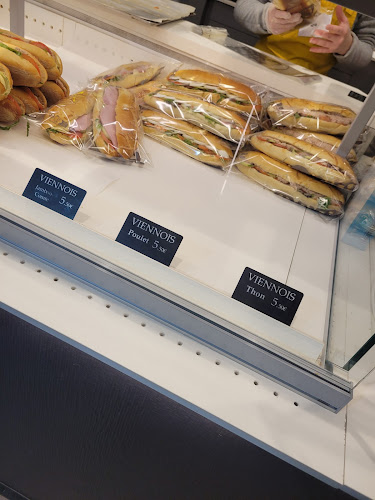 VIENNOIS
Jambon
Comté
5.50€
VIENNOIS
Poulet 5.50€
VIENNOIS
Thon 5.50€